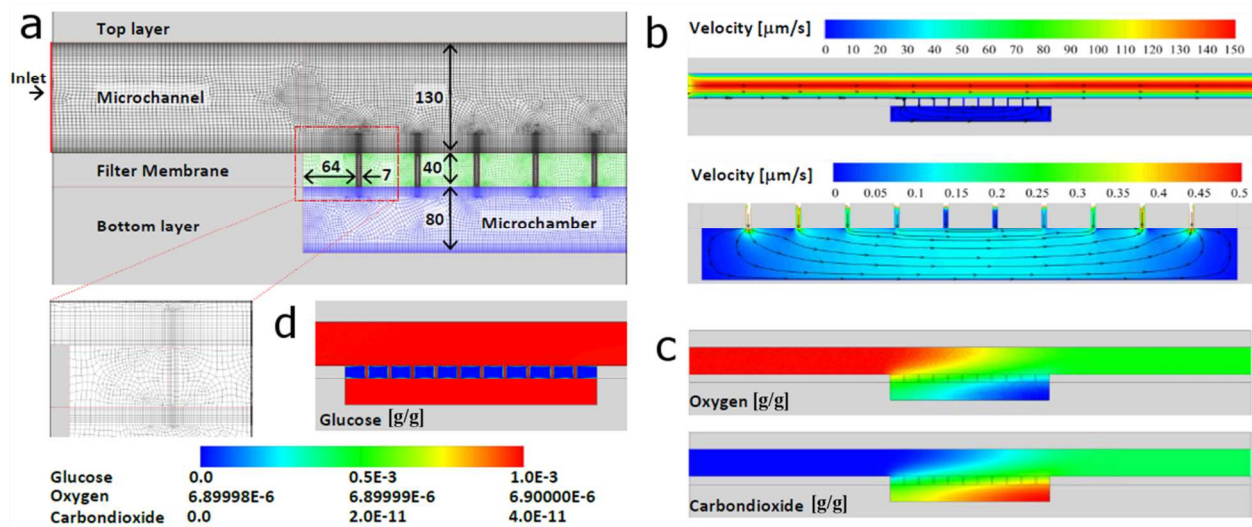 a
Top layer
Inlet
Microchannel
130
Filter Membrane
64
7
40
Bottom layer
80
Microchamber
b
Velocity [μm/s]
0 10 20 30 40 50 60 70 80 90 100 110 120 130 140 150
Velocity [μm/s]
0 0.05 0.1 0.15 0.2 0.25 0.3 0.35 0.4 0.45 0.5
c
Oxygen [g/g]
Carbondioxide [g/g]
d
Glucose [g/g]
Glucose 0.0 0.5E-3 1.0E-3
Oxygen 6.89998E-6 6.89999E-6 6.90000E-6
Carbondioxide 0.0 2.0E-11 4.0E-11